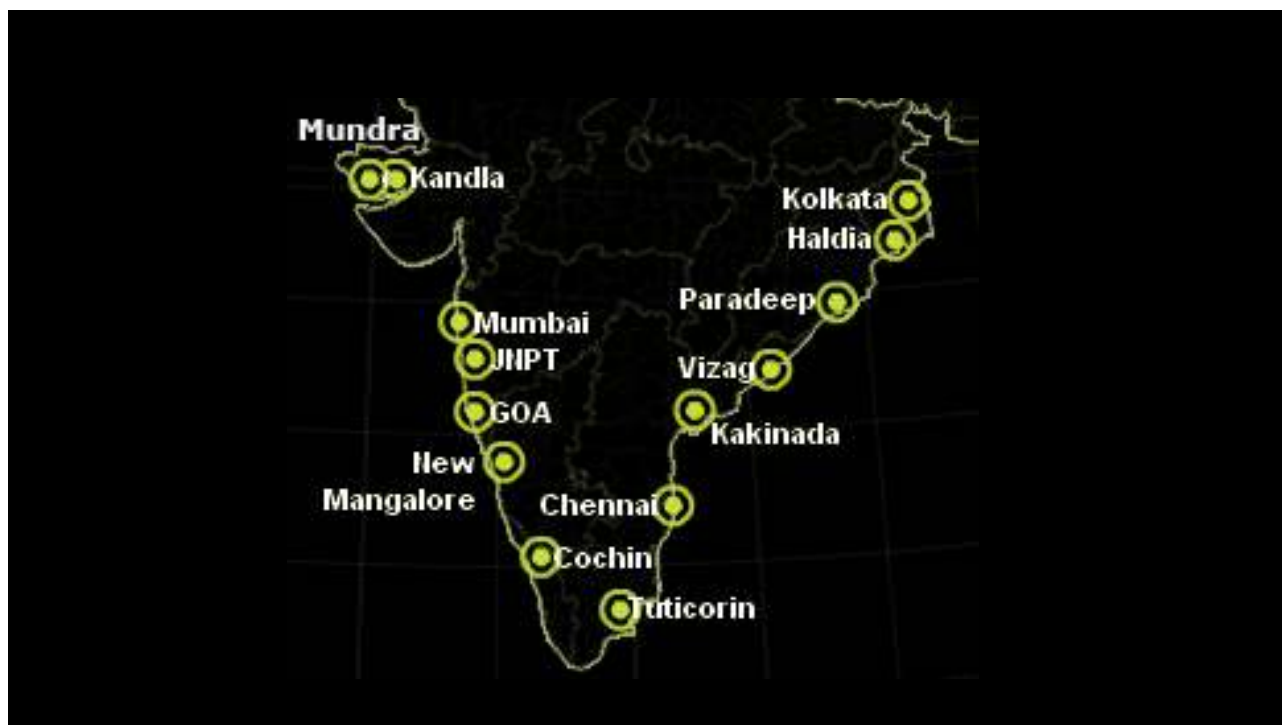 Mundra
Kandla
Kolkata
Haldia
Paradeep
Mumbai
JNPT
Vizag
GOA
Kakinada
New
Mangalore
Chennai
Cochin
Tuticorin